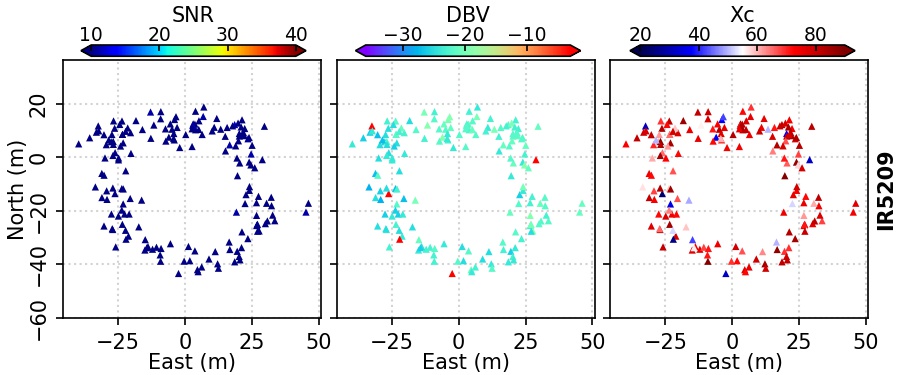 SNR DBV Xc
10 20 30 40 −30 −20 −10 20 40 60 80
20
0
−20
−40
−60
North (m)
−25 0 25 50 −25 0 25 50 −25 0 25 50
East (m) East (m) East (m)
IR5209